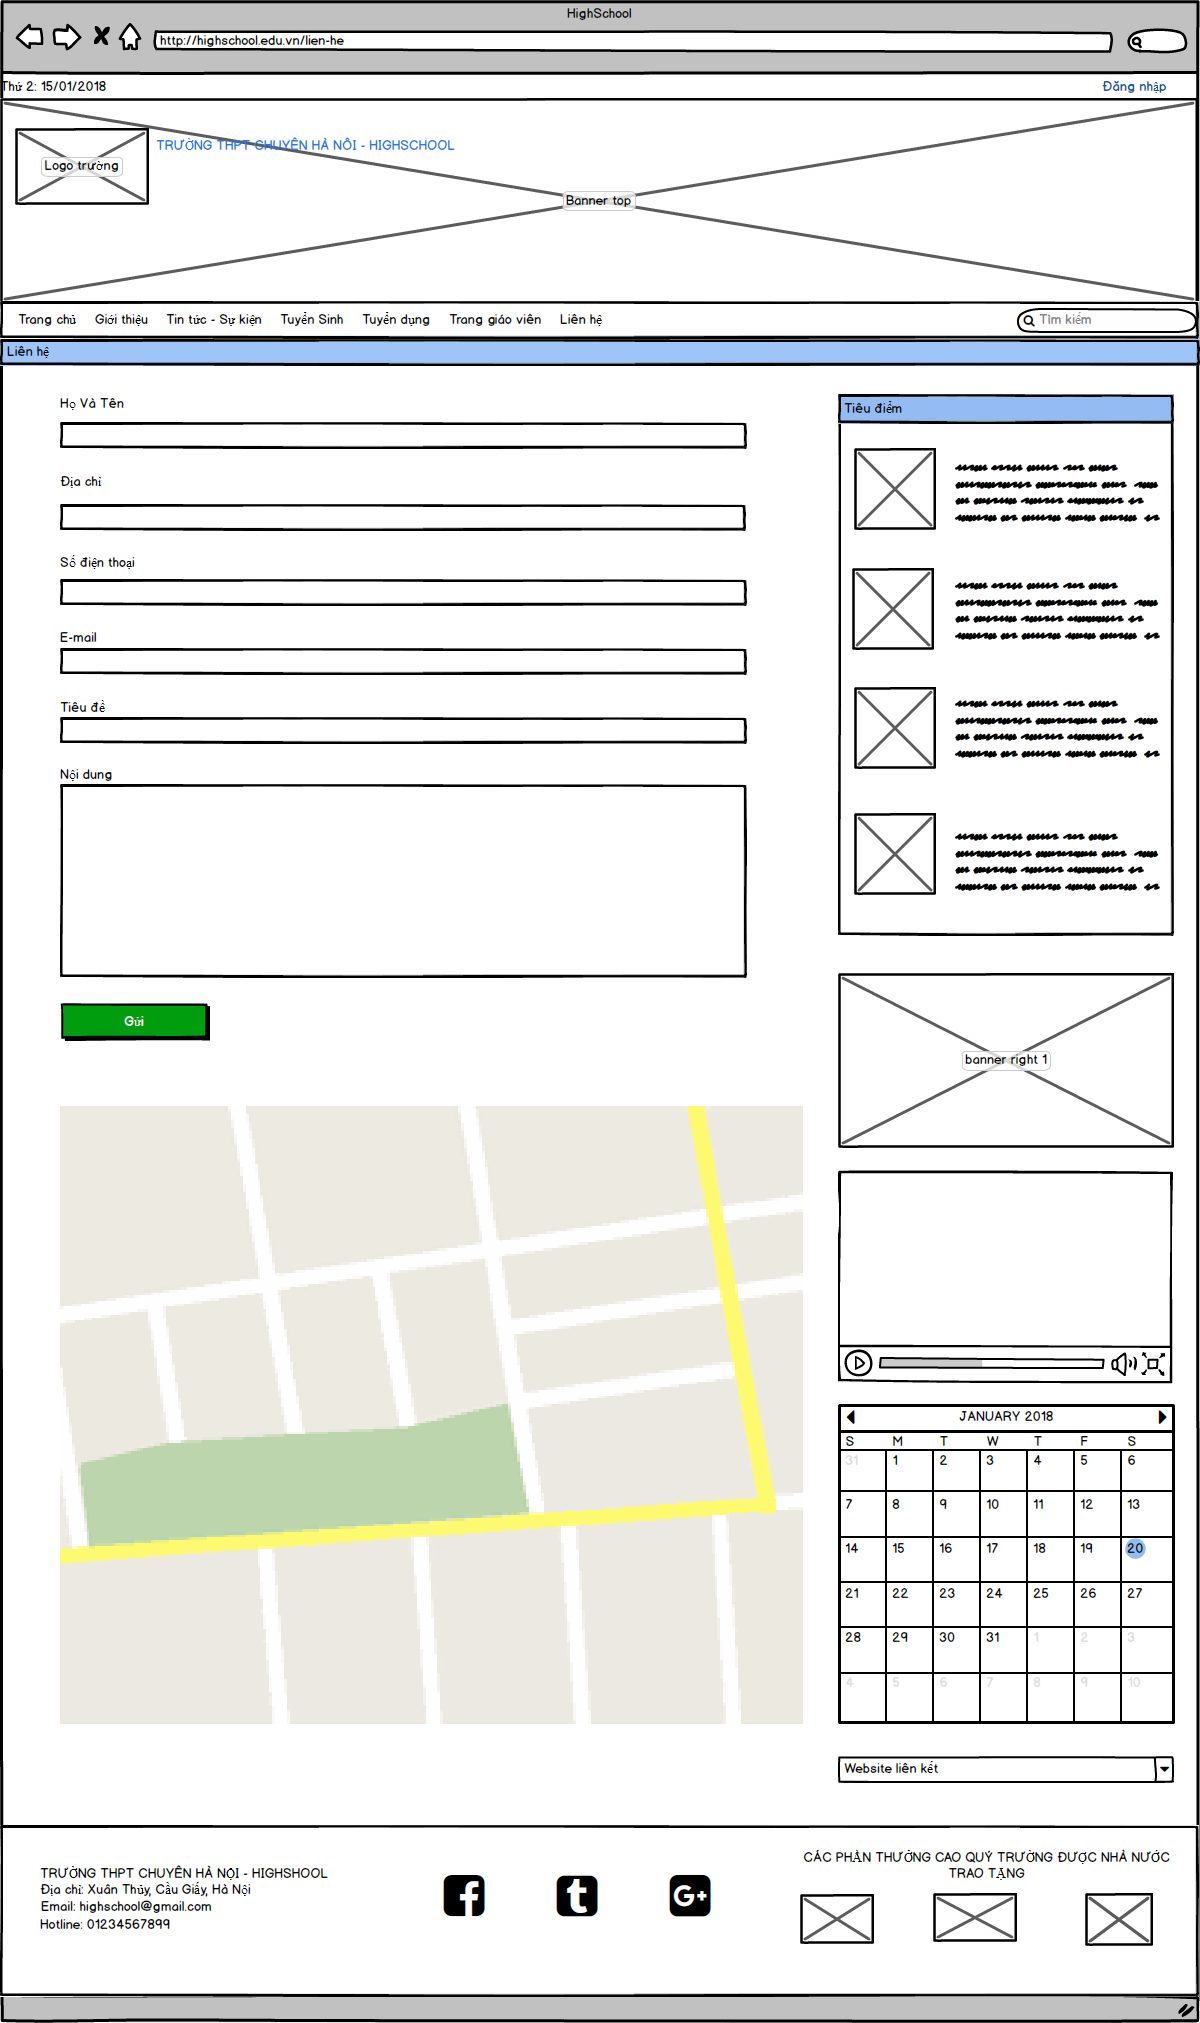 HighSchool
http://highschool.edu.vn/lien-he
Thứ 2: 15/01/2018
Đăng nhập
Logo trường
TRƯỜNG THPT CHUYÊN HÀ NÔI - HIGHSCHOOL
Banner top
Trang chủ Giới thiệu Tin tức - Sự kiện Tuyển Sinh Tuyển dụng Trang giáo viên Liên hệ
Tìm kiếm
Liên hệ
Họ Và Tên
Địa chỉ
Số điện thoại
E-mail
Tiêu đề
Nội dung
Gửi
Tiêu điểm
banner right 1
JANUARY 2018
S M T W T F S
31 1 2 3 4 5 6
7 8 9 10 11 12 13
14 15 16 17 18 19 20
21 22 23 24 25 26 27
28 29 30 31 1 2 3
4 5 6 7 8 9 10
Website liên kết
TRƯỜNG THPT CHUYÊN HÀ NỘI - HIGHSHOOL
Địa chỉ: Xuân Thủy, Cầu Giấy, Hà Nội
Email: highschool@gmail.com
Hotline: 01234567899
f
t
G+
CÁC PHẦN THƯỞNG CAO QUÝ TRƯỜNG ĐƯỢC NHÀ NƯỚC
TRAO TẶNG